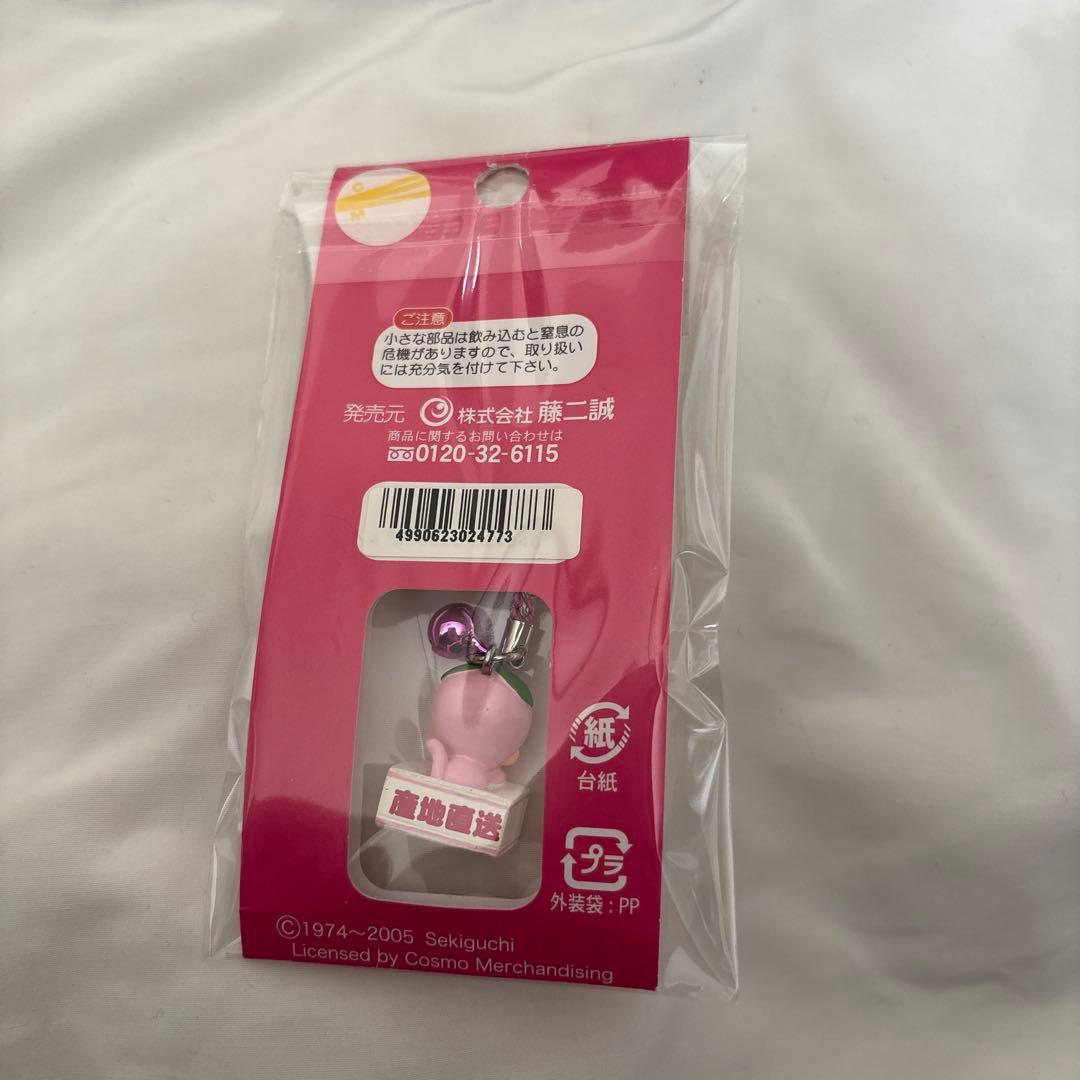 ご注意
小さな部品は飲み込むと窒息の
危機がありますので、取り扱い
には充分気を付けて下さい。
発売元 株式会社 藤二誠
商品に関するお問い合わせは
0120-32-6115
4990623024773
産地直送
紙
台紙
プラ
外装袋：PP
©1974～2005 Sekiguchi
Licensed by Cosmo Merchandising